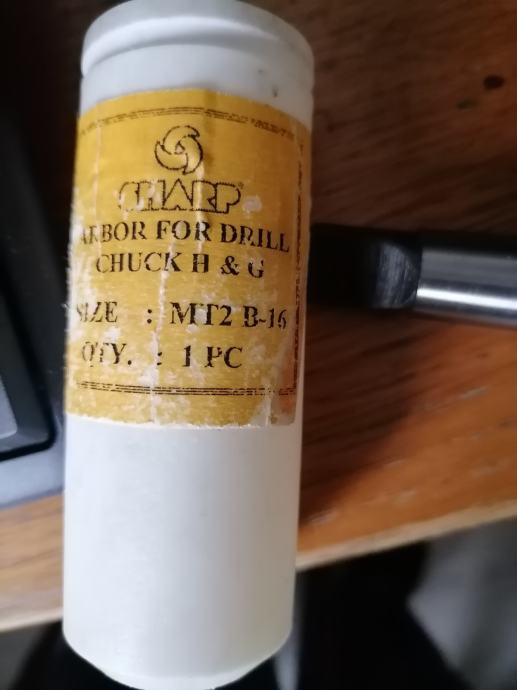 SHARP
ARBOR FOR DRILL
CHUCK H & G
SIZE : MT2 B-16
QTY. : 1 PC